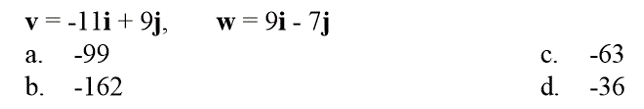 v = -11i + 9j,   w = 9i - 7j
a.   -99   c.   -63
b.   -162   d.   -36